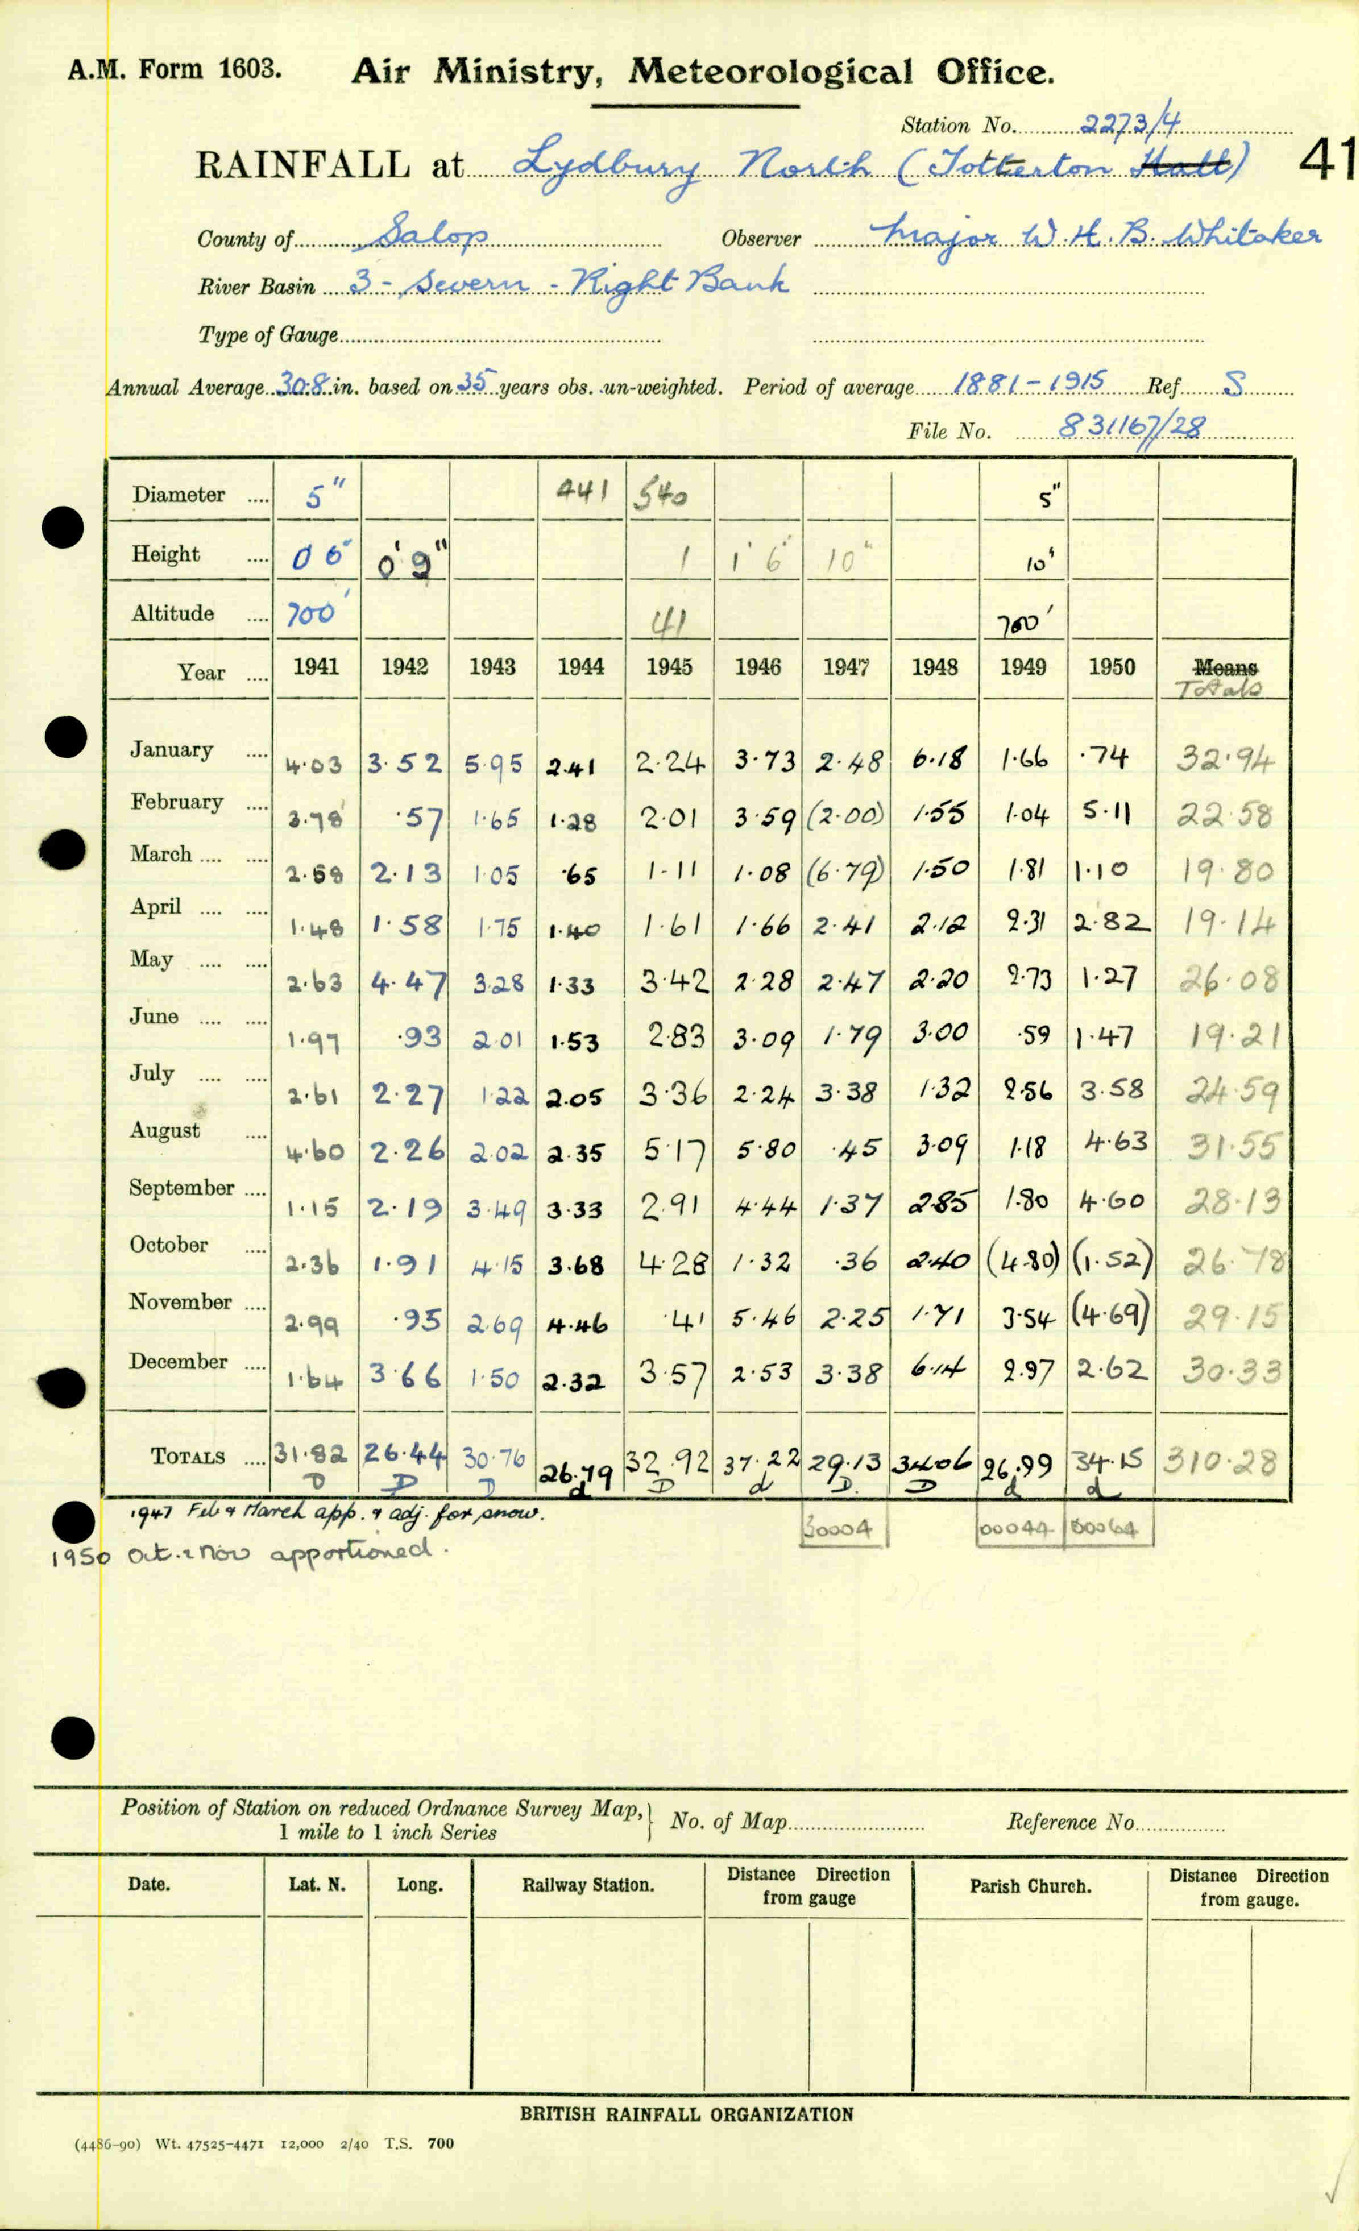 A.M. Form 1603. Air Ministry, Meteorological Office.
Station No. 2273/4
RAINFALL at Lydbury North (Totterton Hall) 41
County of Salop Observer Major W.H.B. Whitaker
River Basin 3 - Severn - Right Bank
Type of Gauge
Annual Average 30.8 in. based on 35 years obs. un-weighted. Period of average 1881-1915 Ref S
File No. 831167/28
Diameter .... 5" 441 540 5"
Height .... 0 6" 0' 9" 1 1' 6" 10" 10"
Altitude .... 700' 41 700'
Year .... 1941 1942 1943 1944 1945 1946 1947 1948 1949 1950 Means
Totals
January .... 4.03 3.52 5.95 2.41 2.24 3.73 2.48 6.18 1.66 .74 32.94
February .... 3.78 .57 1.65 1.28 2.01 3.59 (2.00) 1.55 1.04 5.11 22.58
March .... .... 2.58 2.13 1.05 .65 1.11 1.08 (6.79) 1.50 1.81 1.10 19.80
April .... .... 1.48 1.58 1.75 1.40 1.61 1.66 2.41 2.12 2.31 2.82 19.14
May .... .... 2.63 4.47 3.28 1.33 3.42 2.28 2.47 2.20 2.73 1.27 26.08
June .... .... 1.97 .93 2.01 1.53 2.83 3.09 1.79 3.00 .59 1.47 19.21
July .... .... 2.61 2.27 1.22 2.05 3.36 2.24 3.38 1.32 2.56 3.58 24.59
August .... 4.60 2.26 2.02 2.35 5.17 5.80 .45 3.09 1.18 4.63 31.55
September .... 1.15 2.19 3.49 3.33 2.91 4.44 1.37 2.85 1.80 4.60 28.13
October .... 2.36 1.91 4.15 3.68 4.28 1.32 .36 2.40 (4.80) (1.52) 26.78
November .... 2.99 .95 2.69 4.46 .41 5.46 2.25 1.71 3.54 (4.69) 29.15
December .... 1.64 3.66 1.50 2.32 3.57 2.53 3.38 6.14 2.97 2.62 30.33
TOTALS .... 31.82 26.44 30.76 26.79 32.92 37.22 29.13 34.06 26.99 34.15 310.28
D D D d D d D D d d
1947 Feb & March app. & adj. for snow. 30004 00044 00064
1950 Oct. & Nov apportioned.
Position of Station on reduced Ordnance Survey Map, No. of Map Reference No.
1 mile to 1 inch Series
Date. Lat. N. Long. Railway Station. Distance Direction from gauge Parish Church. Distance Direction from gauge.
BRITISH RAINFALL ORGANIZATION
(4486-90) Wt. 47525-4471 12,000 2/40 T.S. 700